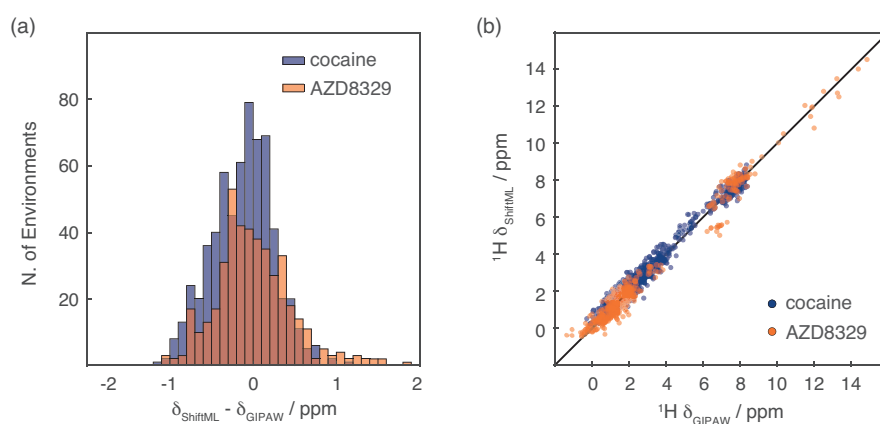 (a)
cocaine
AZD8329
80
60
40
20
N. of Environments
-2 -1 0 1 2
δShiftML - δGIPAW / ppm
(b)
14
12
10
8
6
4
2
0
¹H δShiftML / ppm
cocaine
AZD8329
0 2 4 6 8 10 12 14
¹H δGIPAW / ppm